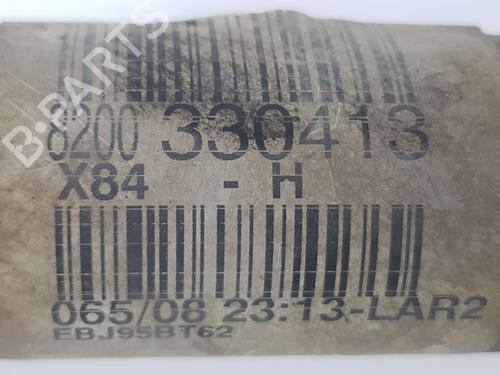 B-PARTS
8200 330413
X84 - H
065/08 23:13-LAR2
EBJ95BT62